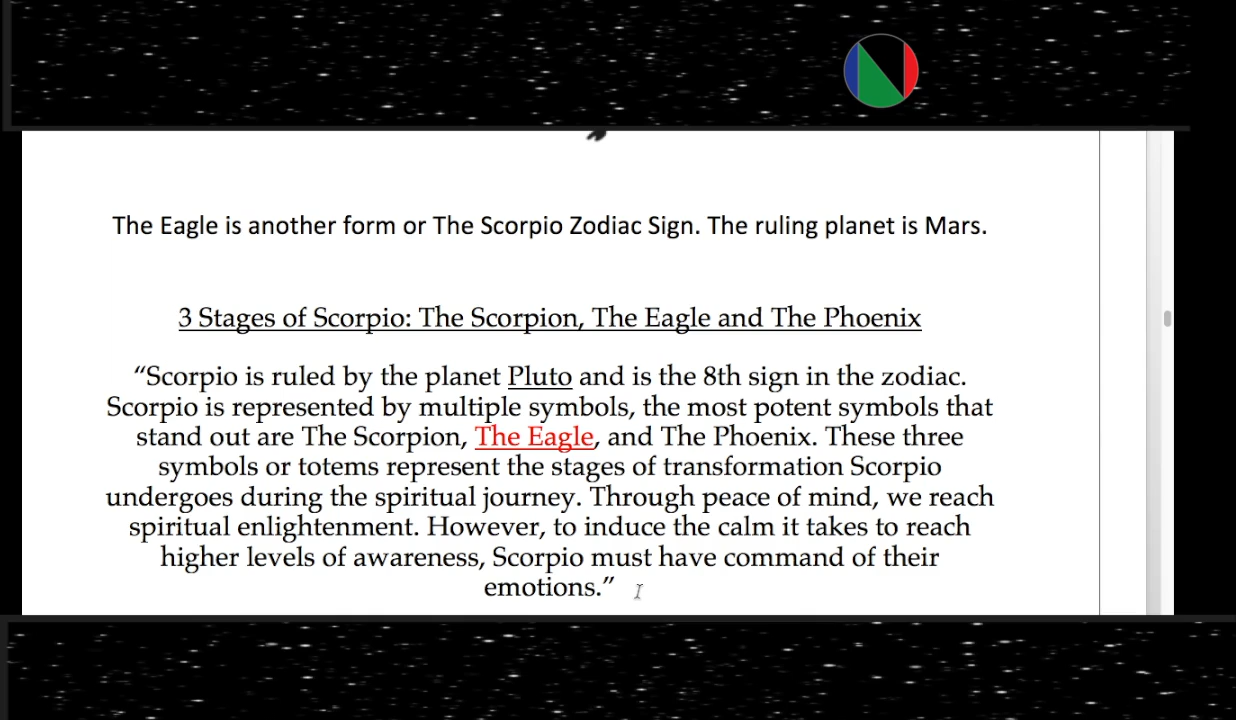 The Eagle is another form or The Scorpio Zodiac Sign. The ruling planet is Mars.
3 Stages of Scorpio: The Scorpion, The Eagle and The Phoenix
“Scorpio is ruled by the planet Pluto and is the 8th sign in the zodiac.
Scorpio is represented by multiple symbols, the most potent symbols that
stand out are The Scorpion, The Eagle, and The Phoenix. These three
symbols or totems represent the stages of transformation Scorpio
undergoes during the spiritual journey. Through peace of mind, we reach
spiritual enlightenment. However, to induce the calm it takes to reach
higher levels of awareness, Scorpio must have command of their
emotions.”